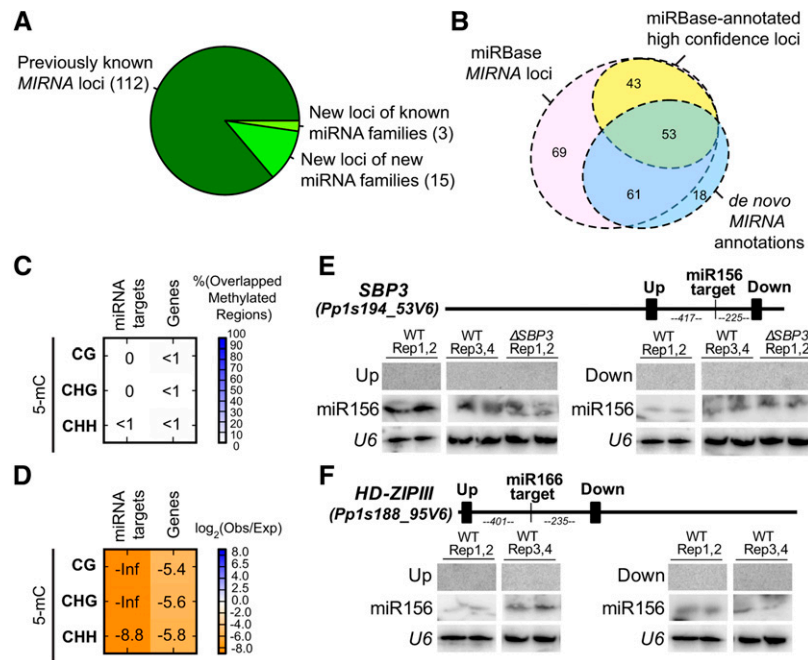 A
Previously known
MIRNA loci (112)
New loci of known
miRNA families (3)
New loci of new
miRNA families (15)
B
miRBase
MIRNA loci
miRBase-annotated
high confidence loci
43
53
69
61
18
de novo
MIRNA
annotations
C
miRNA targets
Genes
%(Overlapped
Methylated
Regions)
5-mC
CG
0
<1
CHG
0
<1
CHH
<1
<1
100
90
80
70
60
50
40
30
20
10
0
D
miRNA targets
Genes
log2(Obs/Exp)
5-mC
CG
-Inf
-5.4
CHG
-Inf
-5.6
CHH
-8.8
-5.8
8.0
6.0
4.0
2.0
0.0
-2.0
-4.0
-6.0
-8.0
E
SBP3
(Pp1s194_53V6)
Up
miR156
target
Down
--417--
--225--
WT
Rep1,2
WT
Rep3,4
ΔSBP3
Rep1,2
Up
miR156
U6
WT
Rep1,2
WT
Rep3,4
ΔSBP3
Rep1,2
Down
miR156
U6
F
HD-ZIPIII
(Pp1s188_95V6)
Up
miR166
target
Down
--401--
--235--
WT
Rep1,2
WT
Rep3,4
Up
miR156
U6
WT
Rep1,2
WT
Rep3,4
Down
miR156
U6